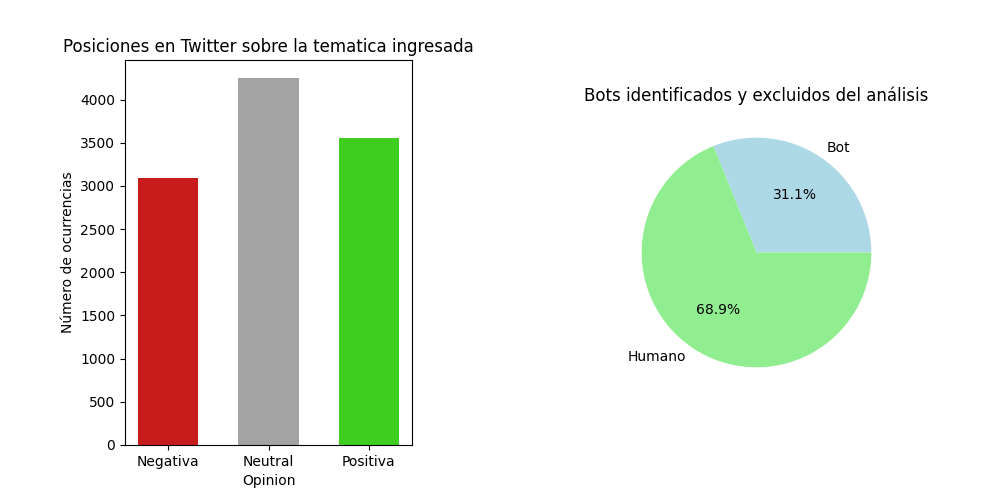 Posiciones en Twitter sobre la tematica ingresada
Número de ocurrencias
4000
3500
3000
2500
2000
1500
1000
500
0
Negativa
Neutral
Positiva
Opinion
Bots identificados y excluidos del análisis
Bot
31.1%
68.9%
Humano